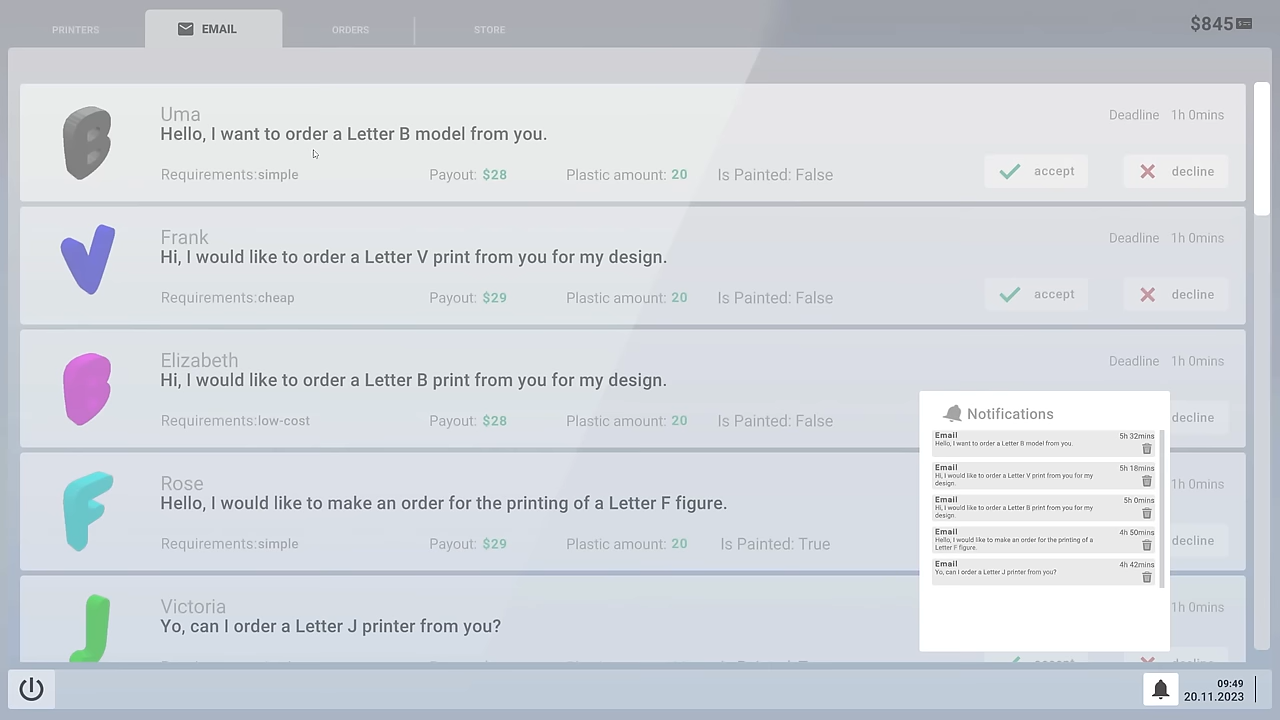 PRINTERS
EMAIL
ORDERS
STORE
$845
Uma
Deadline 1h 0mins
Hello, I want to order a Letter B model from you.
Requirements:simple Payout: $28 Plastic amount: 20 Is Painted: False
accept
decline
Frank
Deadline 1h 0mins
Hi, I would like to order a Letter V print from you for my design.
Requirements:cheap Payout: $29 Plastic amount: 20 Is Painted: False
accept
decline
Elizabeth
Deadline 1h 0mins
Hi, I would like to order a Letter B print from you for my design.
Requirements:low-cost Payout: $28 Plastic amount: 20 Is Painted: False
decline
Rose
1h 0mins
Hello, I would like to make an order for the printing of a Letter F figure.
Requirements:simple Payout: $29 Plastic amount: 20 Is Painted: True
decline
Victoria
1h 0mins
Yo, can I order a Letter J printer from you?
Notifications
Email 5h 32mins
Hello, I want to order a Letter B model from you.
Email 5h 18mins
Hi, I would like to order a Letter V print from you for my
design.
Email 5h 0mins
Hi, I would like to order a Letter B print from you for my
design.
Email 4h 50mins
Hello, I would like to make an order for the printing of a
Letter F figure.
Email 4h 42mins
Yo, can I order a Letter J printer from you?
09:49
20.11.2023